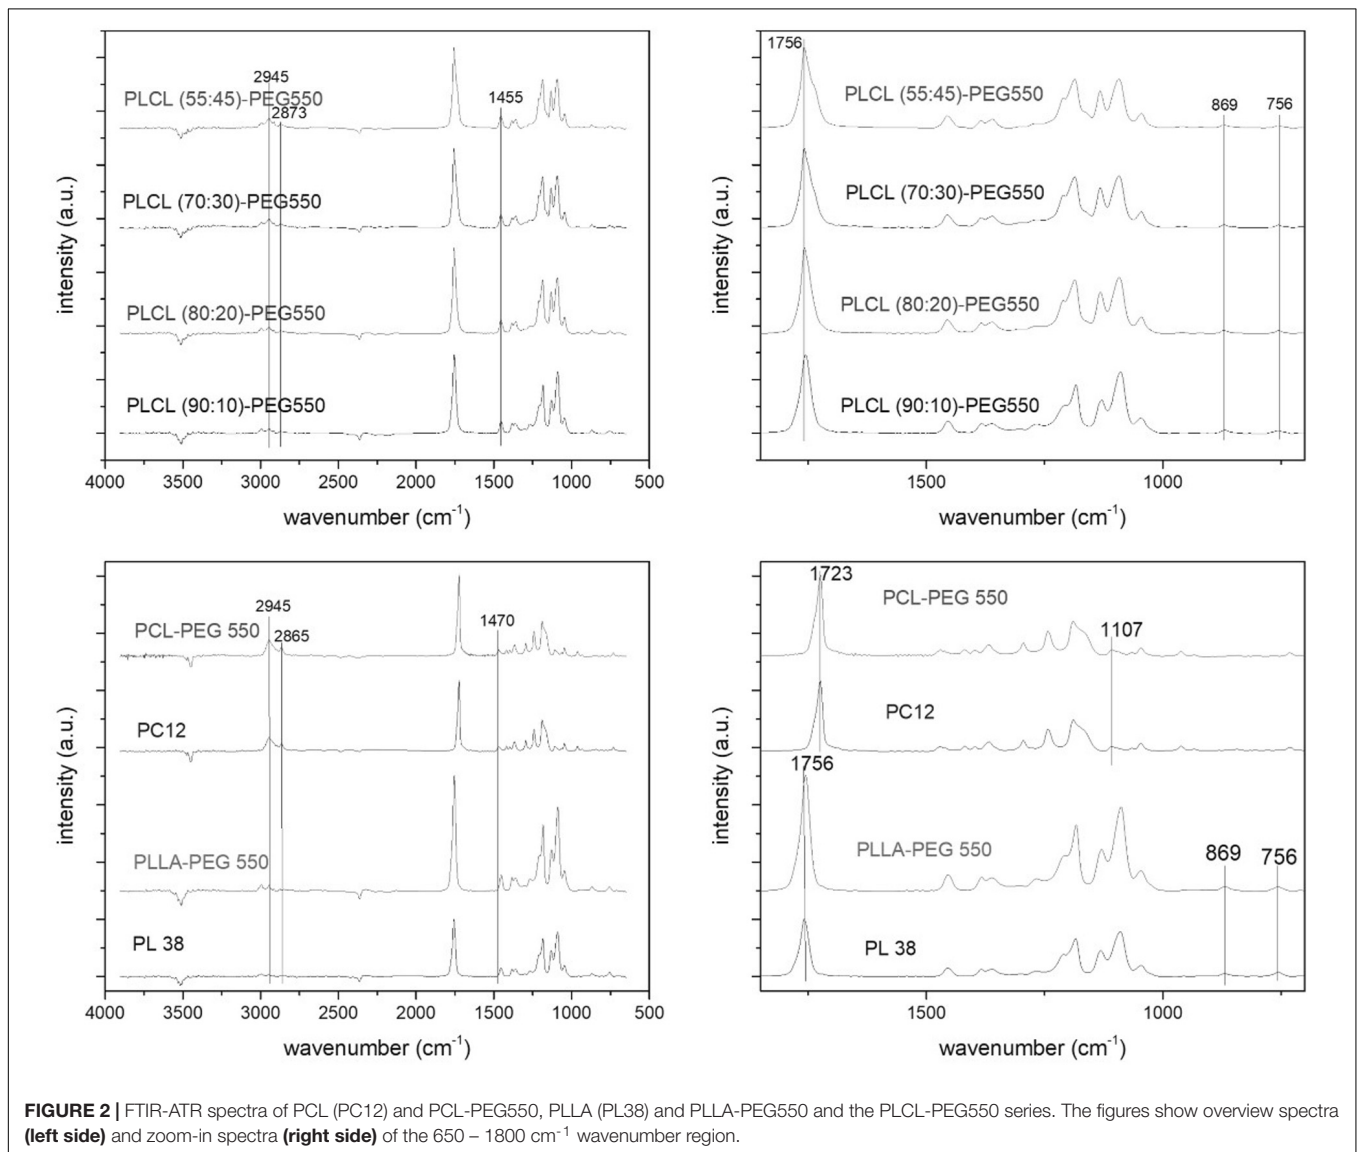 2945
PLCL (55:45)-PEG550
2873
1455
PLCL (70:30)-PEG550
PLCL (80:20)-PEG550
PLCL (90:10)-PEG550
intensity (a.u.)
4000 3500 3000 2500 2000 1500 1000 500
wavenumber (cm-1)
1756
PLCL (55:45)-PEG550
869 756
PLCL (70:30)-PEG550
PLCL (80:20)-PEG550
PLCL (90:10)-PEG550
intensity (a.u.)
1500 1000
wavenumber (cm-1)
2945
PCL-PEG 550
2865
1470
PC12
PLLA-PEG 550
PL 38
intensity (a.u.)
4000 3500 3000 2500 2000 1500 1000 500
wavenumber (cm-1)
1723
PCL-PEG 550
1107
PC12
1756
PLLA-PEG 550
869 756
PL 38
intensity (a.u.)
1500 1000
wavenumber (cm-1)
FIGURE 2 | FTIR-ATR spectra of PCL (PC12) and PCL-PEG550, PLLA (PL38) and PLLA-PEG550 and the PLCL-PEG550 series. The figures show overview spectra
(left side) and zoom-in spectra (right side) of the 650 – 1800 cm-1 wavenumber region.